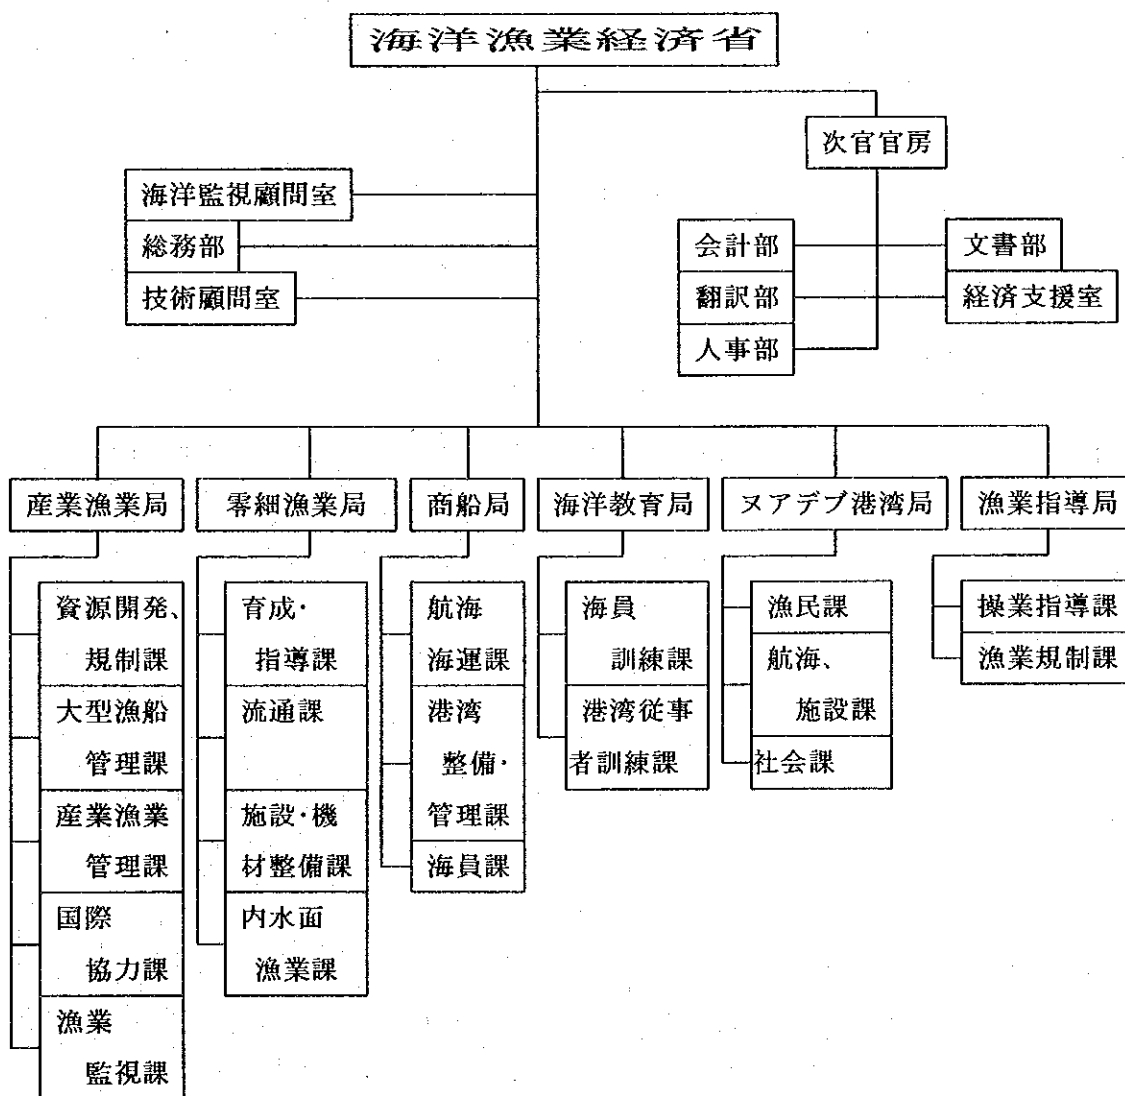 海洋漁業経済省
次官官房
海洋監視顧問室
総務部
技術顧問室
会計部
文書部
翻訳部
経済支援室
人事部
産業漁業局
零細漁業局
商船局
海洋教育局
ヌアデブ港湾局
漁業指導局
資源開発、
規制課
大型漁船
管理課
産業漁業
管理課
国際
協力課
漁業
監視課
育成・
指導課
流通課
施設・機
材整備課
内水面
漁業課
航海
海運課
港湾
整備・
管理課
海員課
海員
訓練課
港湾従事
者訓練課
漁民課
航海、
施設課
社会課
操業指導課
漁業規制課